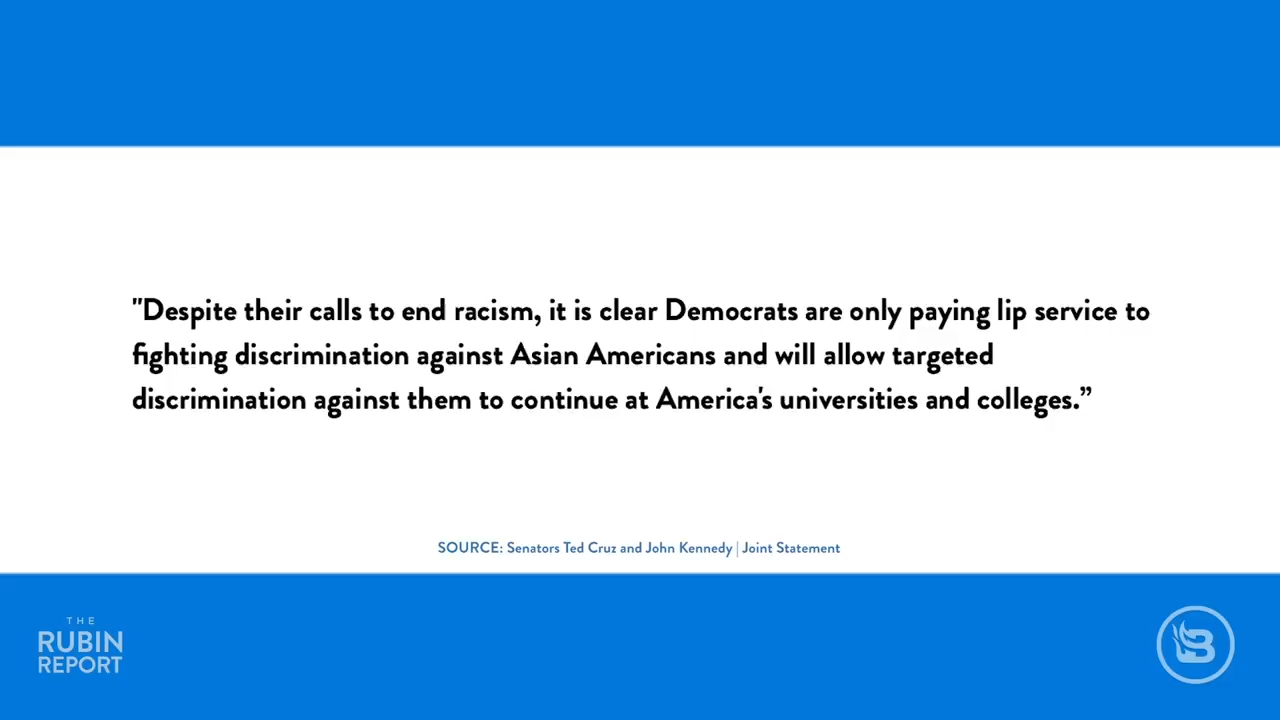 "Despite their calls to end racism, it is clear Democrats are only paying lip service to
fighting discrimination against Asian Americans and will allow targeted
discrimination against them to continue at America's universities and colleges.”
SOURCE: Senators Ted Cruz and John Kennedy | Joint Statement
THE
RUBIN
REPORT
B